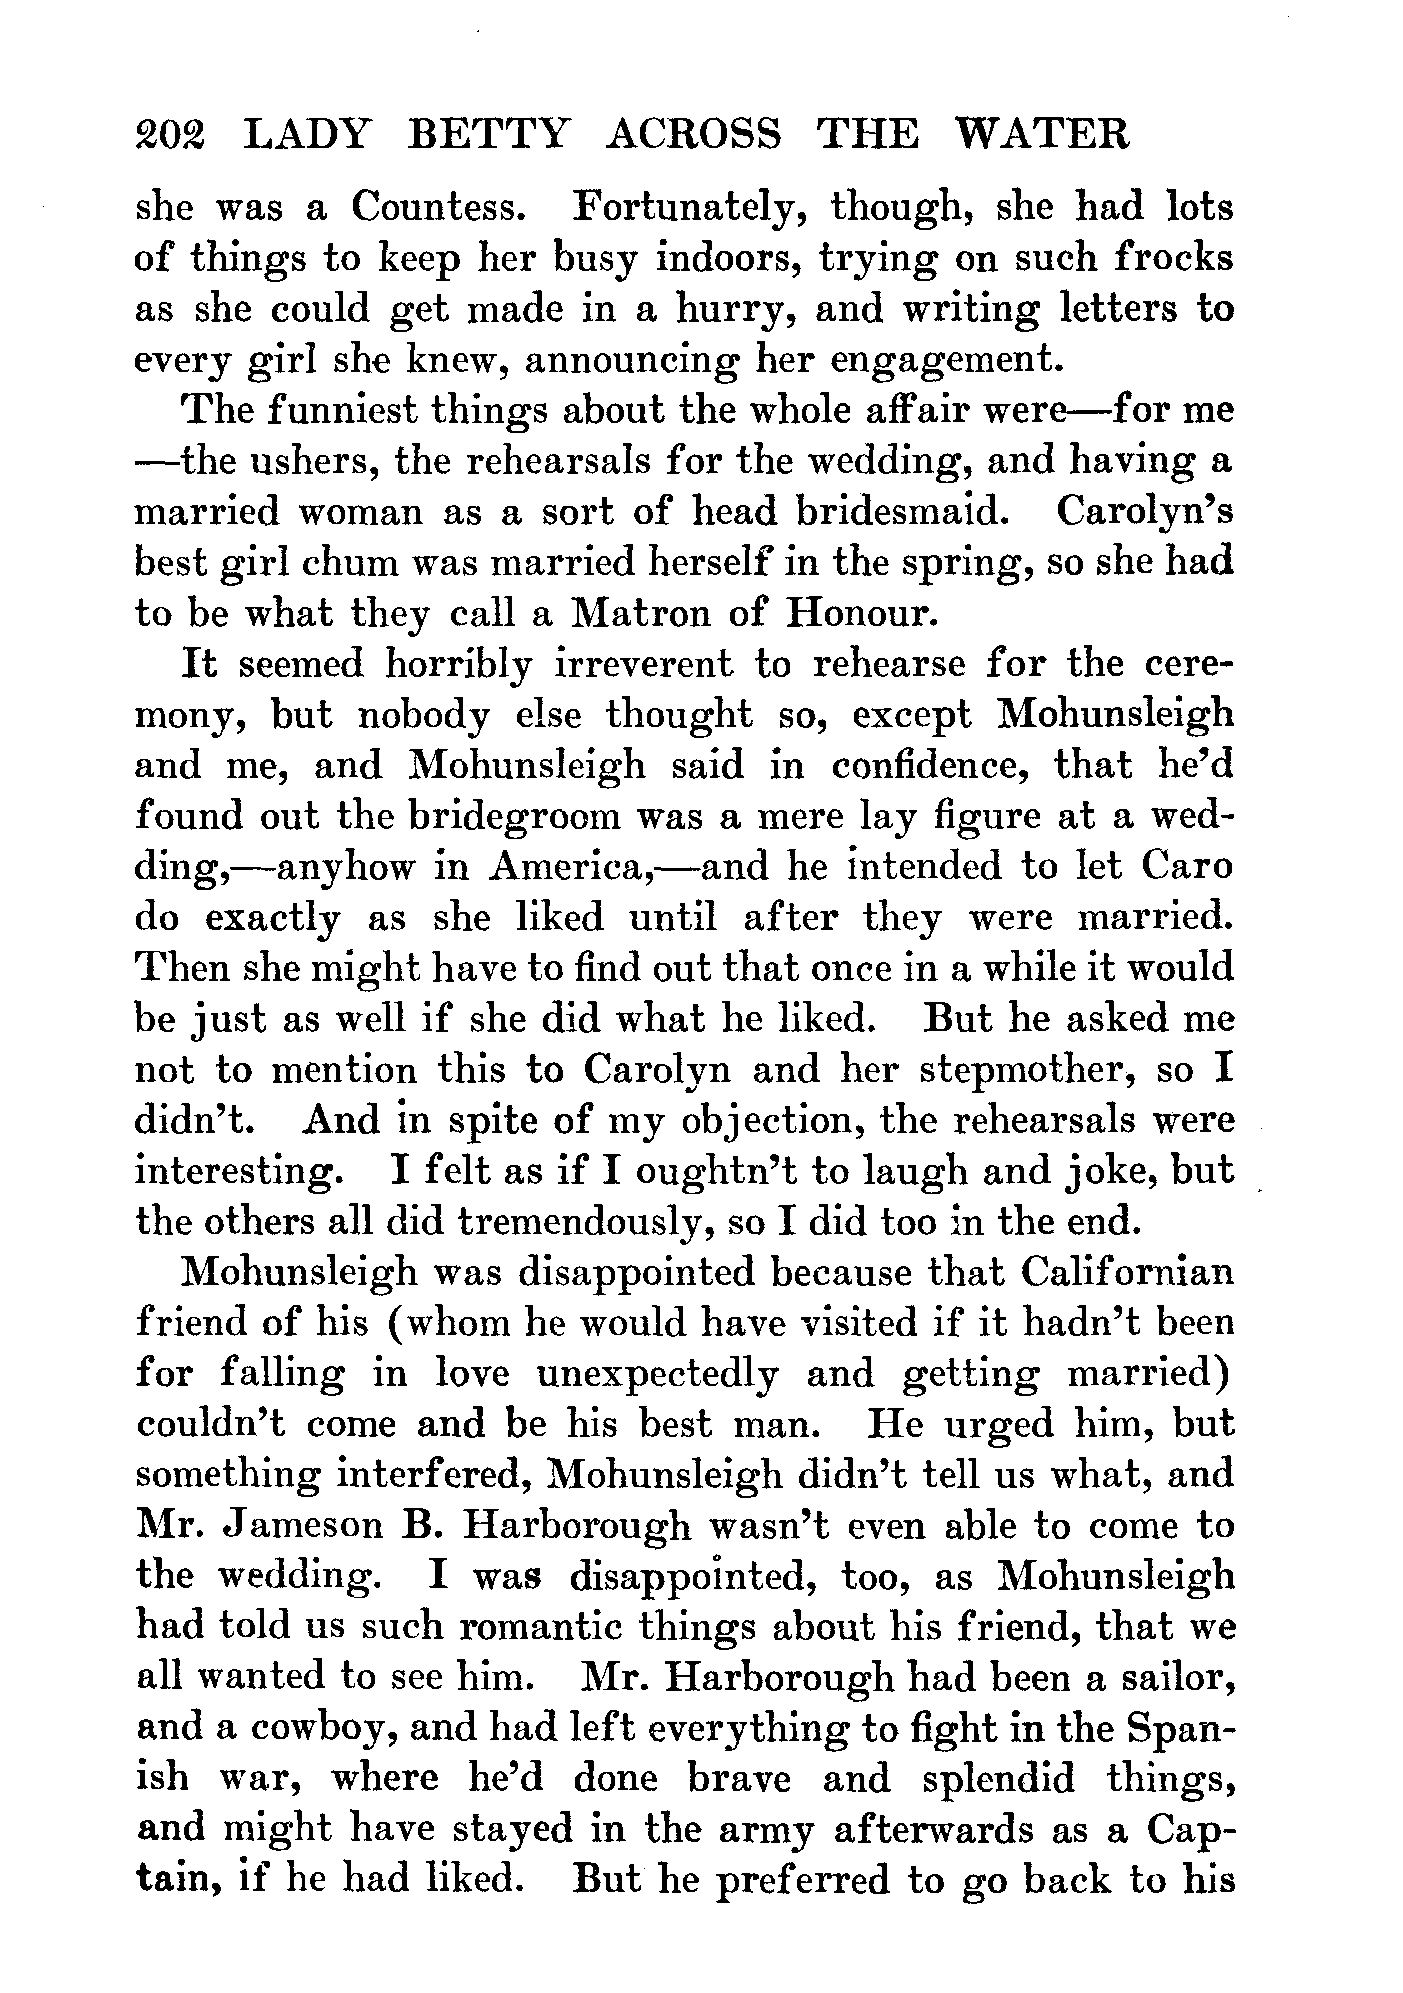 202 LADY BETTY ACROSS THE WATER
she was a Countess. Fortunately, though, she had lots
of things to keep her busy indoors, trying on such frocks
as she could get made in a hurry, and writing letters to
every girl she knew, announcing her engagement.
The funniest things about the whole affair were—for me
—the ushers, the rehearsals for the wedding, and having a
married woman as a sort of head bridesmaid. Carolyn's
best girl chum was married herself in the spring, so she had
to be what they call a Matron of Honour.
It seemed horribly irreverent to rehearse for the cere-
mony, but nobody else thought so, except Mohunsleigh
and me, and Mohunsleigh said in confidence, that he'd
found out the bridegroom was a mere lay figure at a wed-
ding,—anyhow in America,—and he intended to let Caro
do exactly as she liked until after they were married.
Then she might have to find out that once in a while it would
be just as well if she did what he liked. But he asked me
not to mention this to Carolyn and her stepmother, so I
didn't. And in spite of my objection, the rehearsals were
interesting. I felt as if I oughtn't to laugh and joke, but
the others all did tremendously, so I did too in the end.
Mohunsleigh was disappointed because that Californian
friend of his (whom he would have visited if it hadn't been
for falling in love unexpectedly and getting married)
couldn't come and be his best man. He urged him, but
something interfered, Mohunsleigh didn't tell us what, and
Mr. Jameson B. Harborough wasn't even able to come to
the wedding. I was disappointed, too, as Mohunsleigh
had told us such romantic things about his friend, that we
all wanted to see him. Mr. Harborough had been a sailor,
and a cowboy, and had left everything to fight in the Span-
ish war, where he'd done brave and splendid things,
and might have stayed in the army afterwards as a Cap-
tain, if he had liked. But he preferred to go back to his